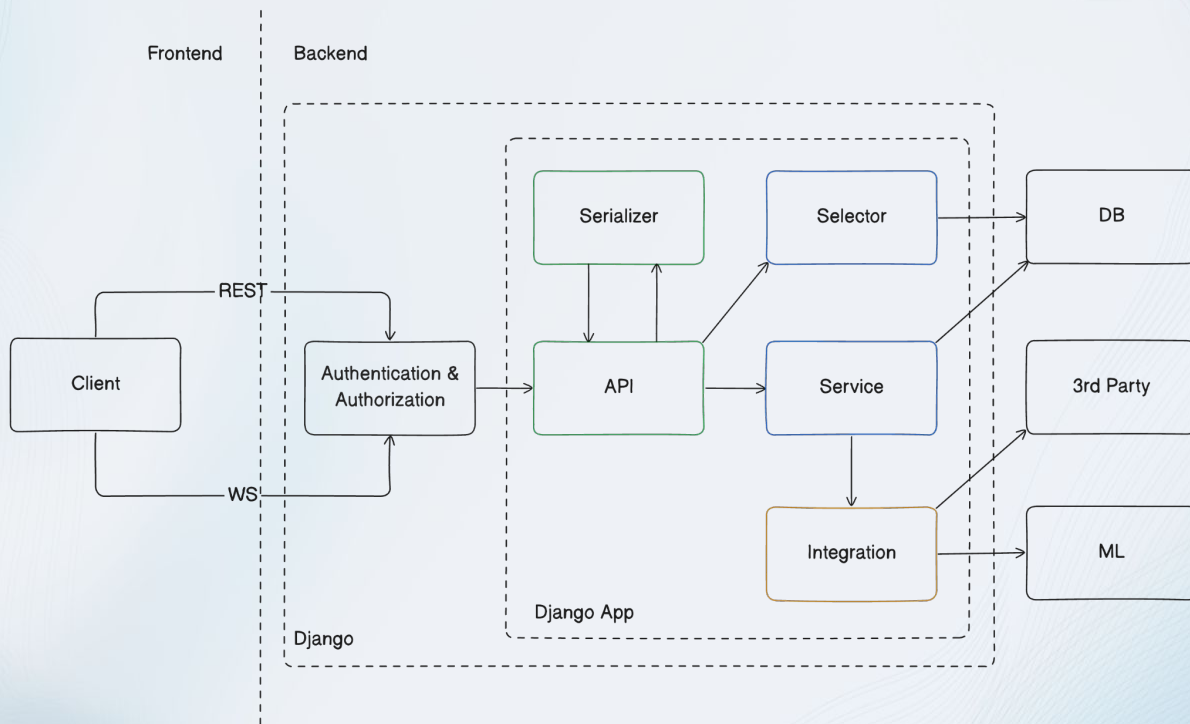 Frontend
Backend
Serializer
Selector
DB
REST
Client
Authentication &
Authorization
API
Service
3rd Party
WS
Integration
ML
Django App
Django